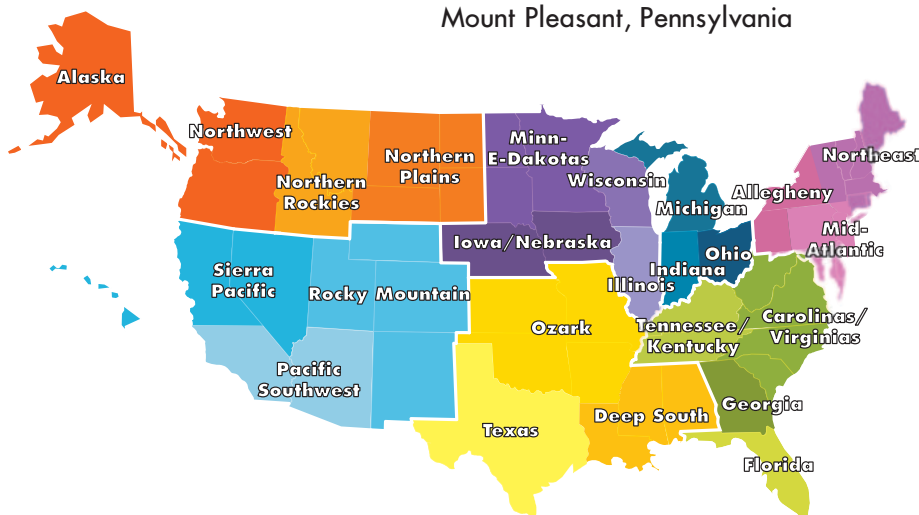 Mount Pleasant, Pennsylvania
Alaska
Northwest
Northern
Rockies
Northern
Plains
Minn-
E-Dakotas
Wisconsin
Michigan
Allegheny
Northeast
Mid-
Atlantic
Iowa/Nebraska
Illinois
Indiana
Ohio
Sierra
Pacific
Rocky Mountain
Ozark
Tennessee/
Kentucky
Carolinas/
Virginias
Pacific
Southwest
Texas
Deep South
Georgia
Florida